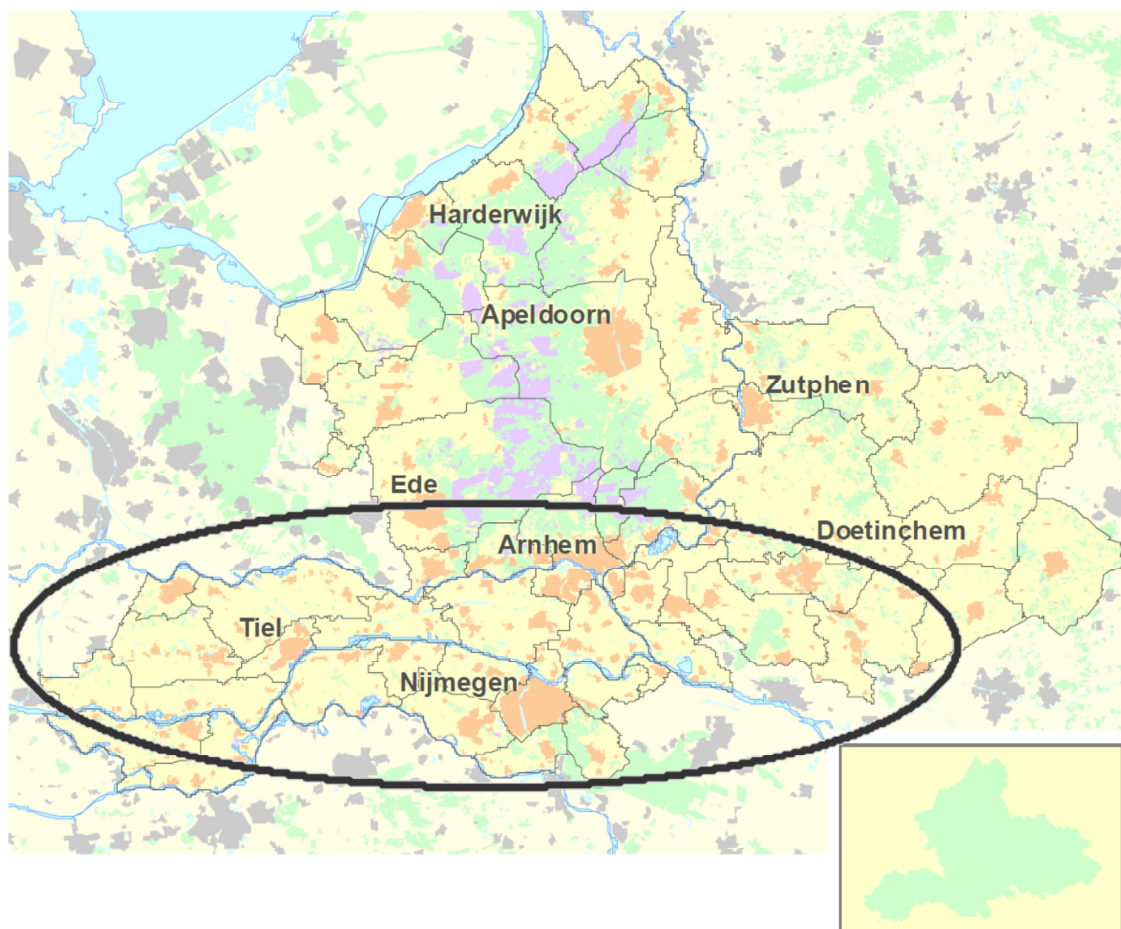 Harderwijk
Apeldoorn
Zutphen
Ede
Doetinchem
Arnhem
Tiel
Nijmegen